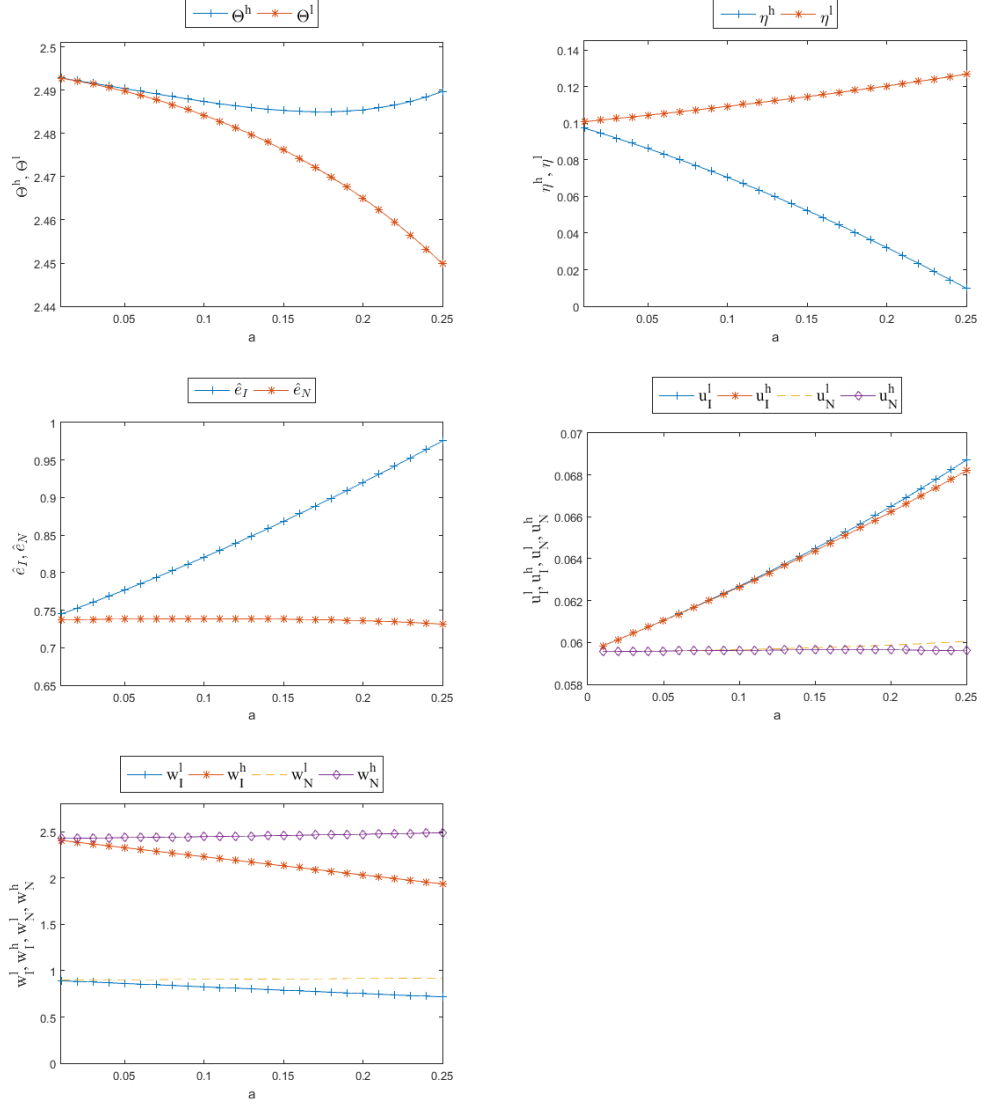 Θ^h Θ^l
2.5
2.49
2.48
2.47
2.46
2.45
2.44
Θ^h, Θ^l
0.05 0.1 0.15 0.2 0.25
a
η^h η^l
0.14
0.12
0.1
0.08
0.06
0.04
0.02
0
η^h, η^l
0.05 0.1 0.15 0.2 0.25
a
ê_I ê_N
1
0.95
0.9
0.85
0.8
0.75
0.7
0.65
ê_I, ê_N
0.05 0.1 0.15 0.2 0.25
a
u_I^l u_I^h u_N^l u_N^h
0.07
0.068
0.066
0.064
0.062
0.06
0.058
u_I^l, u_I^h, u_N^l, u_N^h
0 0.05 0.1 0.15 0.2 0.25
a
w_I^l w_I^h w_N^l w_N^h
2.5
2
1.5
1
0.5
0
w_I^l, w_I^h, w_N^l, w_N^h
0.05 0.1 0.15 0.2 0.25
a